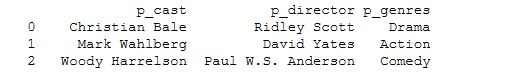 p_cast p_director p_genres
0 Christian Bale Ridley Scott Drama
1 Mark Wahlberg David Yates Action
2 Woody Harrelson Paul W.S. Anderson Comedy